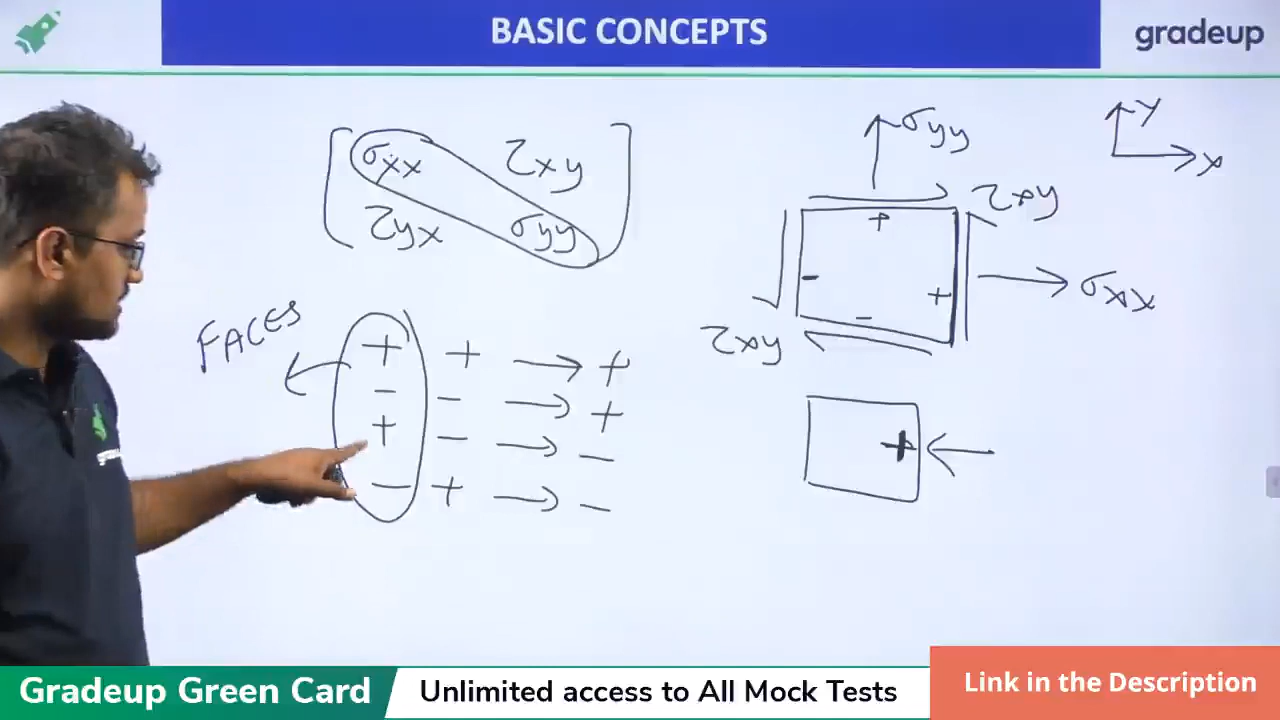 BASIC CONCEPTS
gradeup
σxx τxy
τyx σyy
σyy
Y
x
τxy
+
-
+
-
σxx
τxy
FACES
+ + → +
- - → +
+ - → -
- + → -
+
Gradeup Green Card
Unlimited access to All Mock Tests
Link in the Description